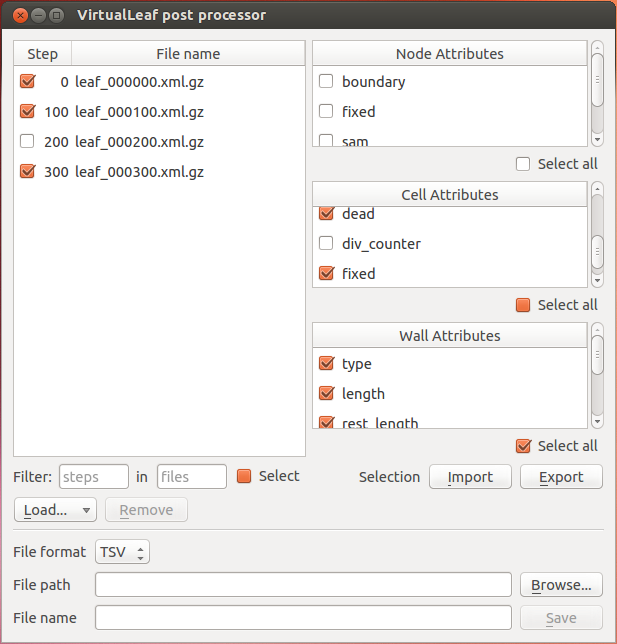 VirtualLeaf post processor
Step File name
0 leaf_000000.xml.gz
100 leaf_000100.xml.gz
200 leaf_000200.xml.gz
300 leaf_000300.xml.gz
Node Attributes
boundary
fixed
sam
Select all
Cell Attributes
dead
div_counter
fixed
Select all
Wall Attributes
type
length
rest_length
Select all
Filter: steps in files Select
Selection Import Export
Load... Remove
File format TSV
File path Browse...
File name Save